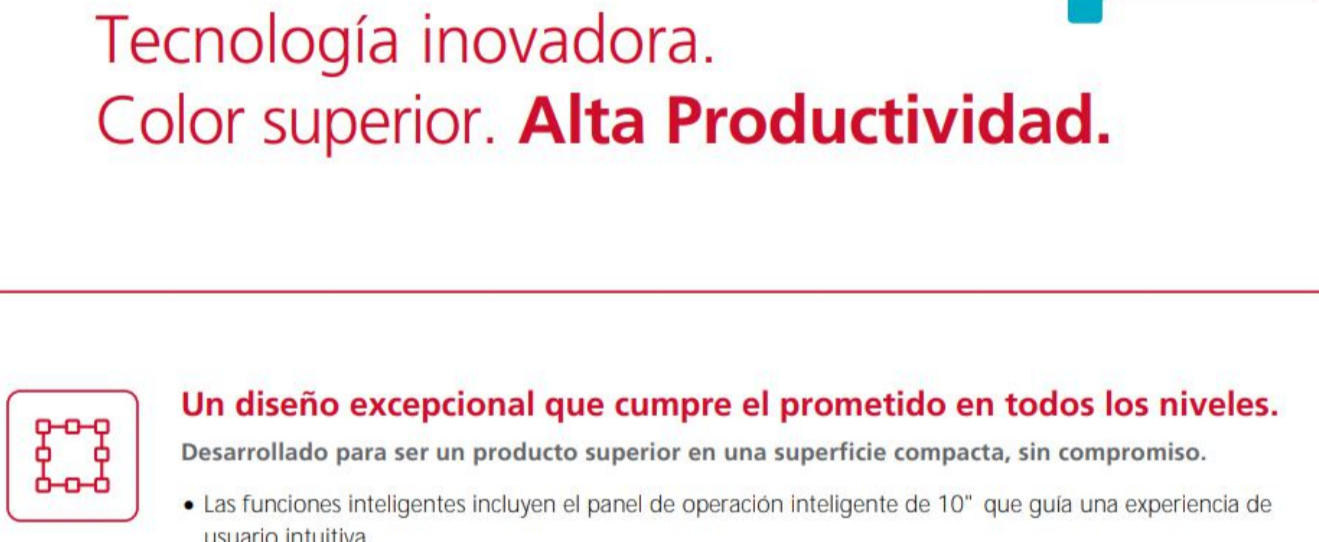 Tecnología inovadora.
Color superior. Alta Productividad.
Un diseño excepcional que cumpre el prometido en todos los niveles.
Desarrollado para ser un producto superior en una superficie compacta, sin compromiso.
• Las funciones inteligentes incluyen el panel de operación inteligente de 10" que guía una experiencia de
usuario intuitiva